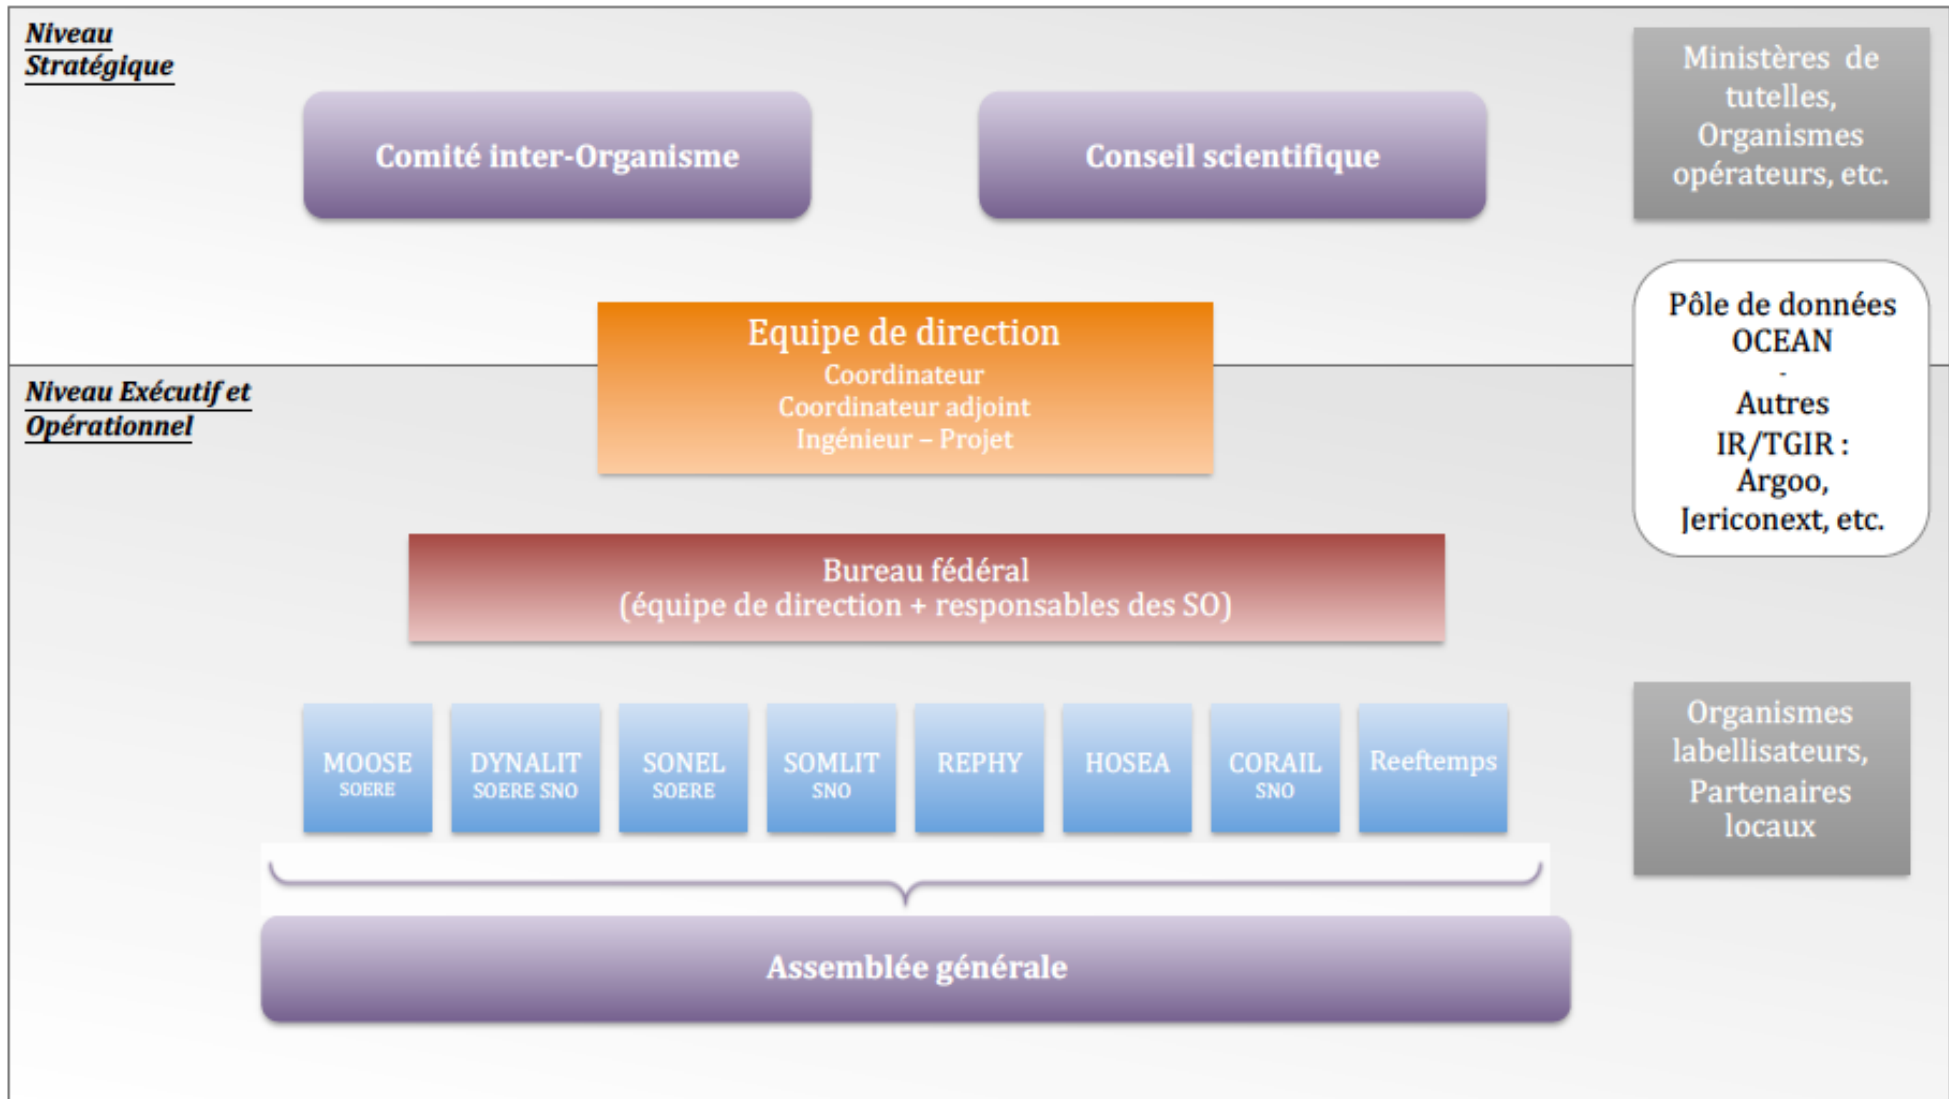 Niveau
Stratégique
Comité inter-Organisme
Conseil scientifique
Ministères de
tutelles,
Organismes
opérateurs, etc.
Equipe de direction
Coordinateur
Coordinateur adjoint
Ingénieur – Projet
Pôle de données
OCEAN
-
Autres
IR/TGIR :
Argoo,
Jericonext, etc.
Niveau Exécutif et
Opérationnel
Bureau fédéral
(équipe de direction + responsables des SO)
MOOSE
SOERE
DYNALIT
SOERE SNO
SONEL
SOERE
SOMLIT
SNO
REPHY
HOSEA
CORAIL
SNO
Reeftemps
Organismes
labellisateurs,
Partenaires
locaux
Assemblée générale